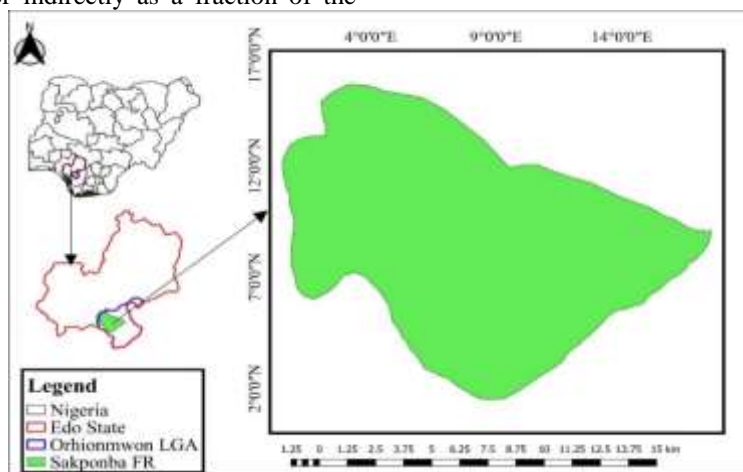 or indirectly as a fraction of the
N
4°0'0"E 9°0'0"E 14°0'0"E
17°0'0"N
12°0'0"N
7°0'0"N
2°0'0"N
Legend
Nigeria
Edo State
Orhionmwon LGA
Sakponba FR
1.25 0 1.25 2.5 3.75 5 6.25 7.5 8.75 10 11.25 12.5 13.75 15 km